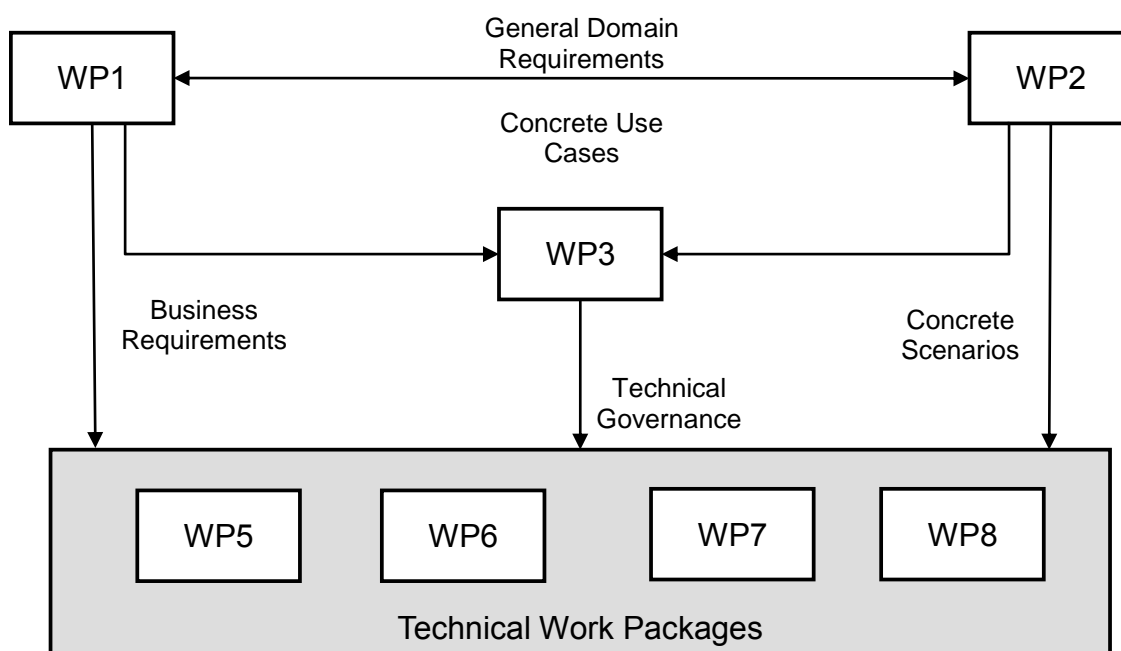 General Domain
Requirements
WP1
WP2
Concrete Use
Cases
WP3
Business
Requirements
Concrete
Scenarios
Technical
Governance
WP5
WP6
WP7
WP8
Technical Work Packages